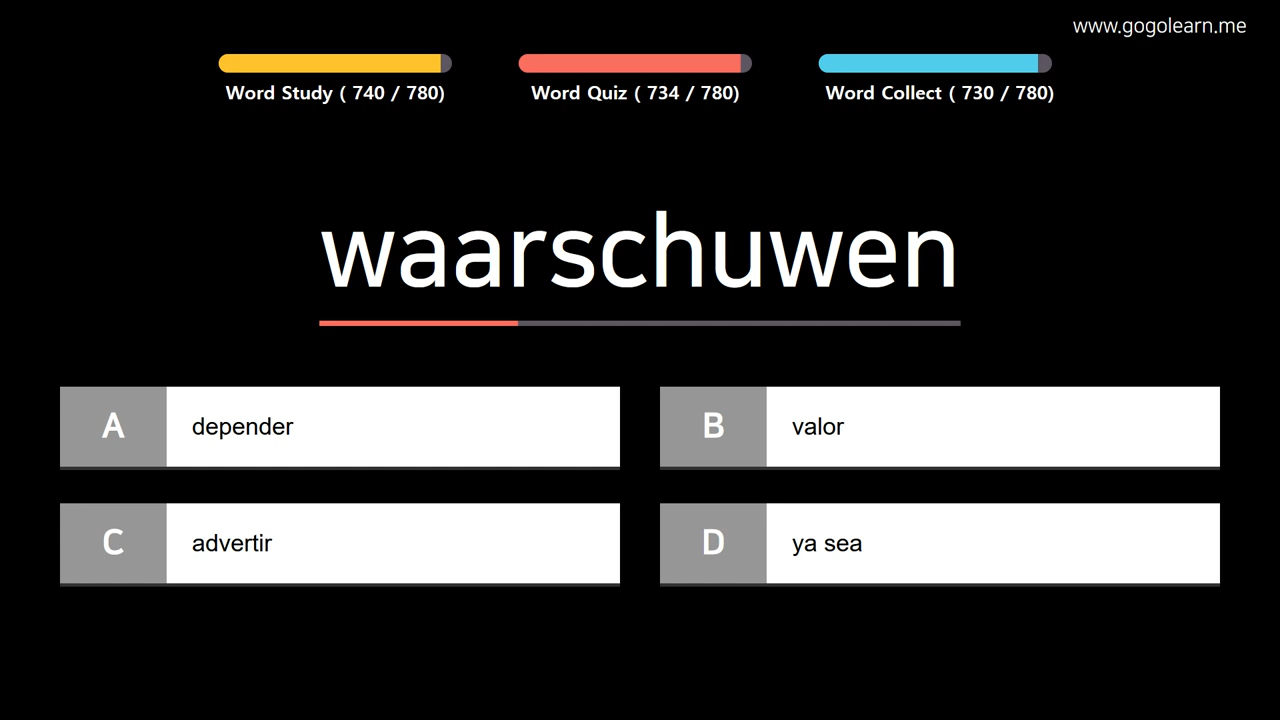 www.gogolearn.me
Word Study ( 740 / 780)
Word Quiz ( 734 / 780)
Word Collect ( 730 / 780)
waarschuwen
A depender
B valor
C advertir
D ya sea